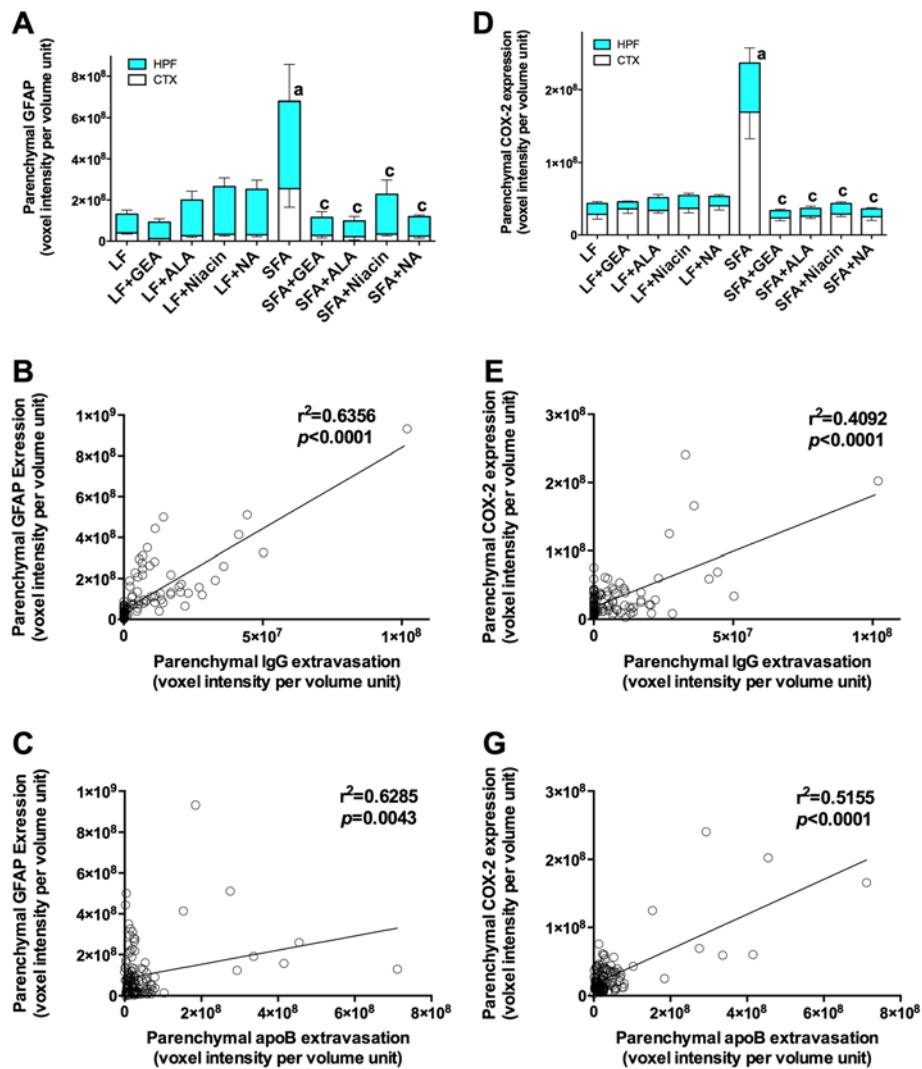 A
Parenchymal GFAP
(voxel intensity per volume unit)
HPF
CTX
8×10⁸
6×10⁸
4×10⁸
2×10⁸
0
a
c
c
c
c
LF
LF+GEA
LF+ALA
LF+Niacin
LF+NA
SFA
SFA+GEA
SFA+ALA
SFA+Niacin
SFA+NA
D
Parenchymal COX-2 expression
(voxel intensity per volume unit)
HPF
CTX
2×10⁸
1×10⁸
0
a
c
c
c
c
LF
LF+GEA
LF+ALA
LF+Niacin
LF+NA
SFA
SFA+GEA
SFA+ALA
SFA+Niacin
SFA+NA
B
Parenchymal GFAP Exression
(voxel intensity per volume unit)
r²=0.6356
p<0.0001
1×10⁹
8×10⁸
6×10⁸
4×10⁸
2×10⁸
0
0
5×10⁷
1×10⁸
Parenchymal IgG extravasation
(voxel intensity per volume unit)
E
Parenchymal COX-2 expression
(volxel intensity per volume unit)
r²=0.4092
p<0.0001
3×10⁸
2×10⁸
1×10⁸
0
0
5×10⁷
1×10⁸
Parenchymal IgG extravasation
(voxel intensity per volume unit)
C
Parenchymal GFAP Exression
(voxel intensity per volume unit)
r²=0.6285
p=0.0043
1×10⁹
8×10⁸
6×10⁸
4×10⁸
2×10⁸
0
0
2×10⁸
4×10⁸
6×10⁸
8×10⁸
Parenchymal apoB extravasation
(voxel intensity per volume unit)
G
Parenchymal COX-2 expression
(volxel intensity per volume unit)
r²=0.5155
p<0.0001
3×10⁸
2×10⁸
1×10⁸
0
0
2×10⁸
4×10⁸
6×10⁸
8×10⁸
Parenchymal apoB extravasation
(voxel intensity per volume unit)